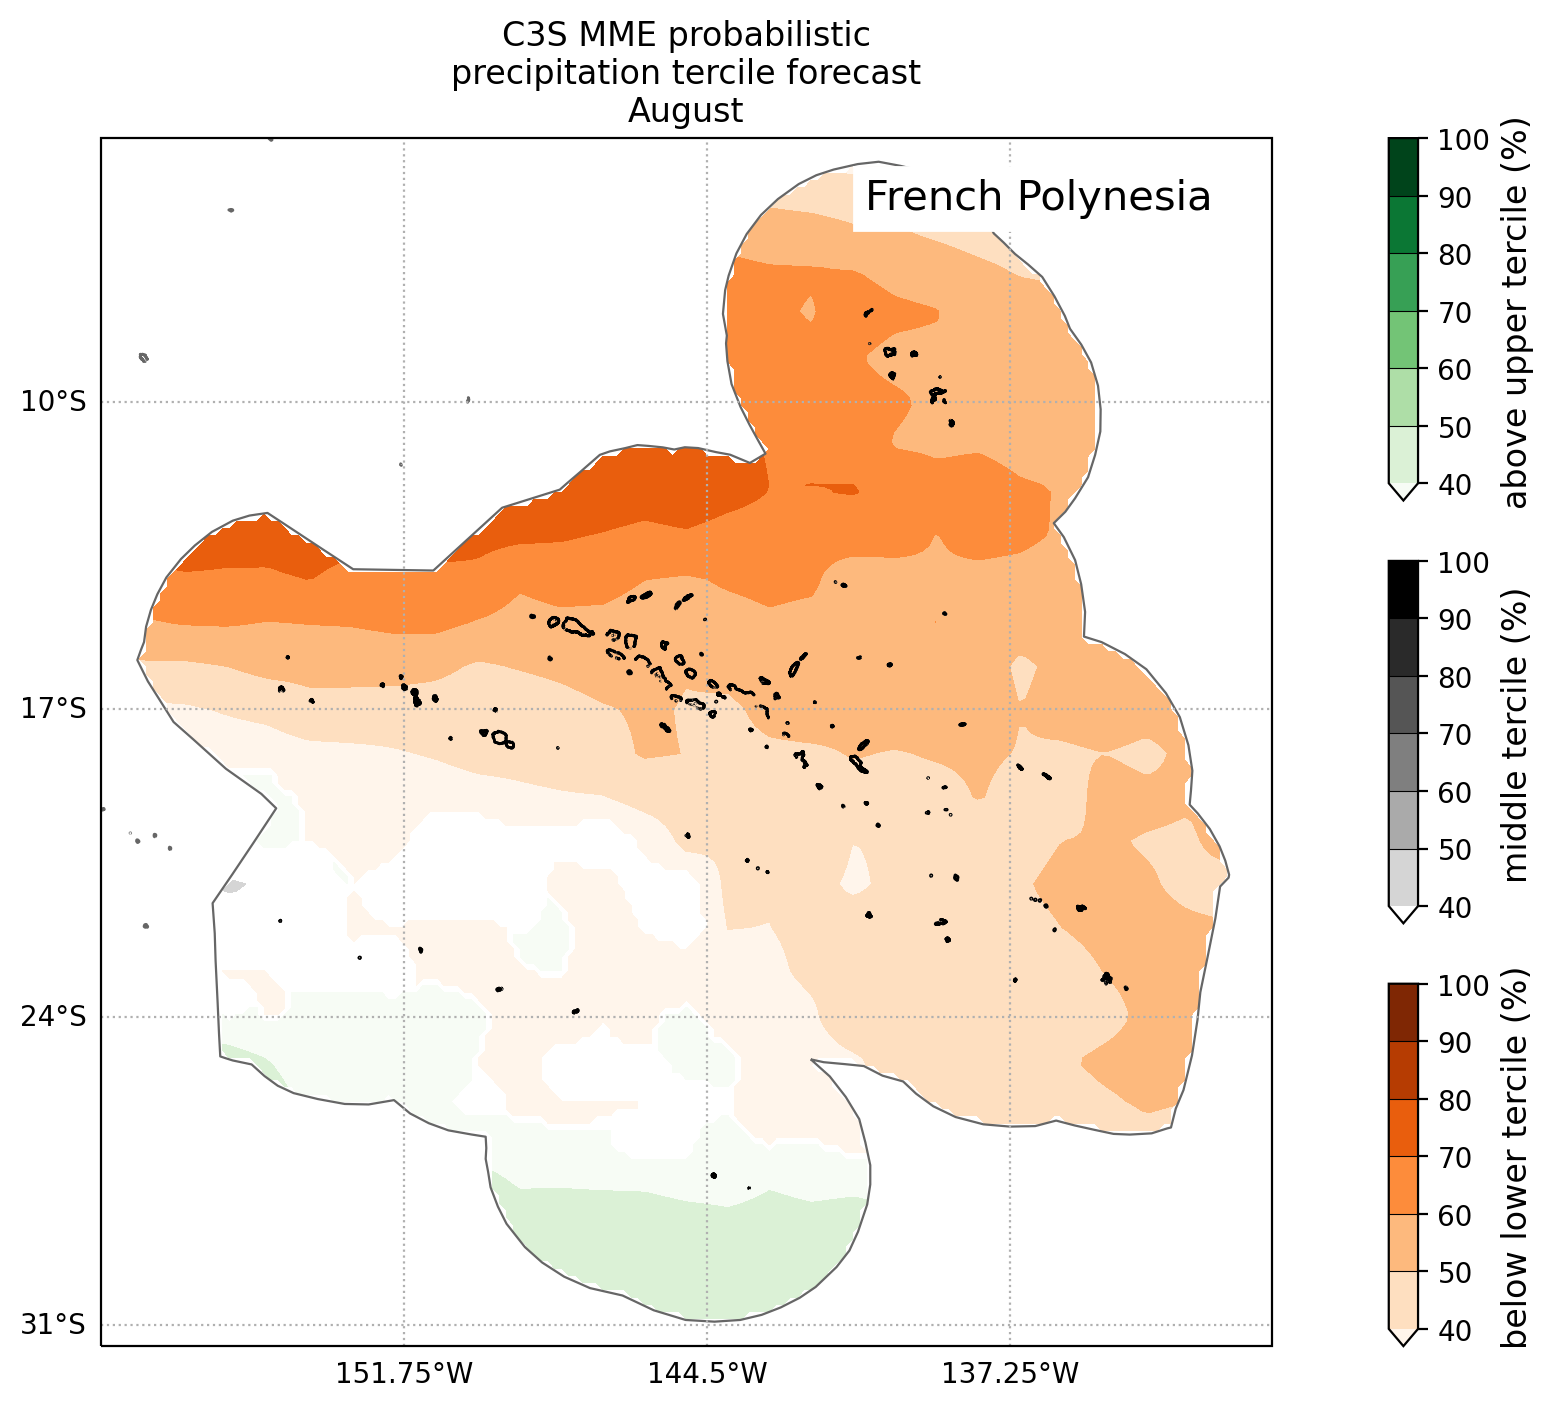 C3S MME probabilistic
precipitation tercile forecast
August
French Polynesia
10°S
17°S
24°S
31°S
151.75°W
144.5°W
137.25°W
100
90
80
70
60
50
40
above upper tercile (%)
100
90
80
70
60
50
40
middle tercile (%)
100
90
80
70
60
50
40
below lower tercile (%)